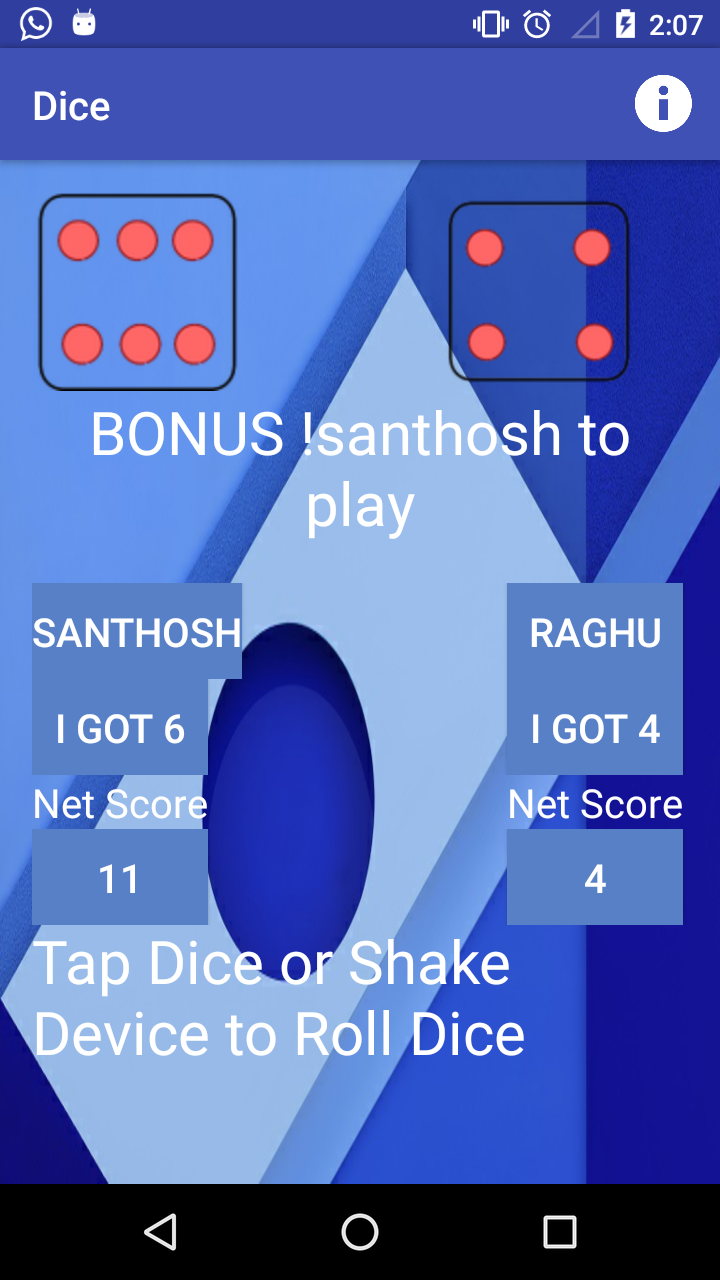 2:07
Dice
BONUS !santhosh to
play
SANTHOSH
RAGHU
I GOT 6
I GOT 4
Net Score
Net Score
11
4
Tap Dice or Shake
Device to Roll Dice